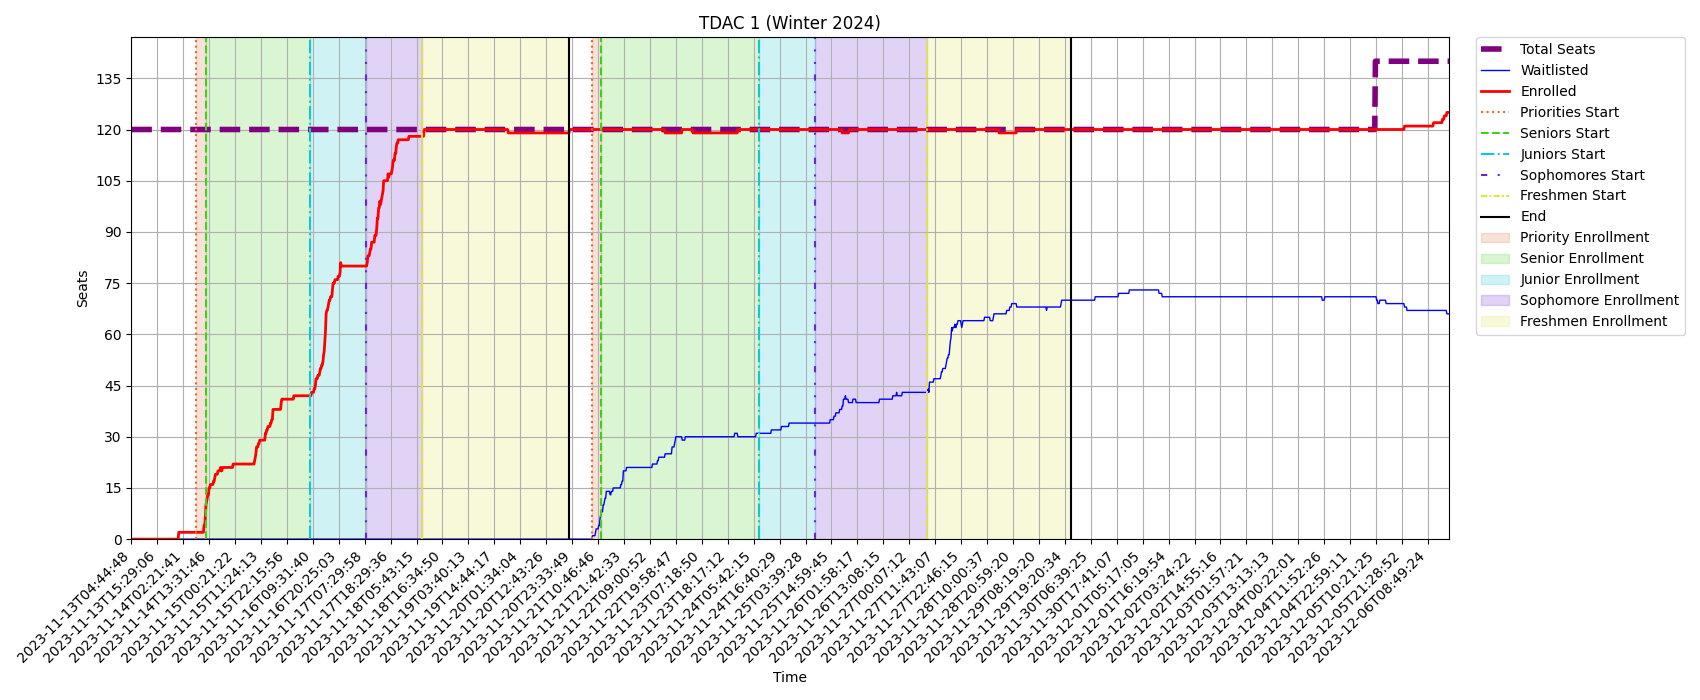 TDAC 1 (Winter 2024)
Seats
135
120
105
90
75
60
45
30
15
0
2023-11-13T04:44:48
2023-11-13T15:29:06
2023-11-14T02:21:41
2023-11-14T13:31:46
2023-11-15T00:21:22
2023-11-15T11:24:13
2023-11-15T22:15:56
2023-11-16T09:31:40
2023-11-16T20:25:03
2023-11-17T07:29:58
2023-11-17T18:29:36
2023-11-18T05:43:15
2023-11-18T16:34:50
2023-11-19T03:40:13
2023-11-19T14:44:17
2023-11-20T01:34:04
2023-11-20T12:43:26
2023-11-20T23:33:49
2023-11-21T10:46:46
2023-11-21T21:42:33
2023-11-22T09:00:52
2023-11-22T19:58:47
2023-11-23T07:18:50
2023-11-23T18:17:12
2023-11-24T05:42:15
2023-11-24T16:40:29
2023-11-25T03:39:28
2023-11-25T14:59:45
2023-11-26T01:58:17
2023-11-26T13:08:15
2023-11-27T00:07:12
2023-11-27T11:43:07
2023-11-27T22:46:15
2023-11-28T10:00:37
2023-11-28T20:59:20
2023-11-29T08:19:20
2023-11-29T19:20:34
2023-11-30T06:39:25
2023-11-30T17:41:07
2023-12-01T05:17:05
2023-12-01T16:19:54
2023-12-02T03:24:22
2023-12-02T14:55:16
2023-12-03T01:57:21
2023-12-03T13:13:13
2023-12-04T00:22:01
2023-12-04T11:52:26
2023-12-04T22:59:11
2023-12-05T10:21:25
2023-12-05T21:28:52
2023-12-06T08:49:24
Time
Total Seats
Waitlisted
Enrolled
Priorities Start
Seniors Start
Juniors Start
Sophomores Start
Freshmen Start
End
Priority Enrollment
Senior Enrollment
Junior Enrollment
Sophomore Enrollment
Freshmen Enrollment